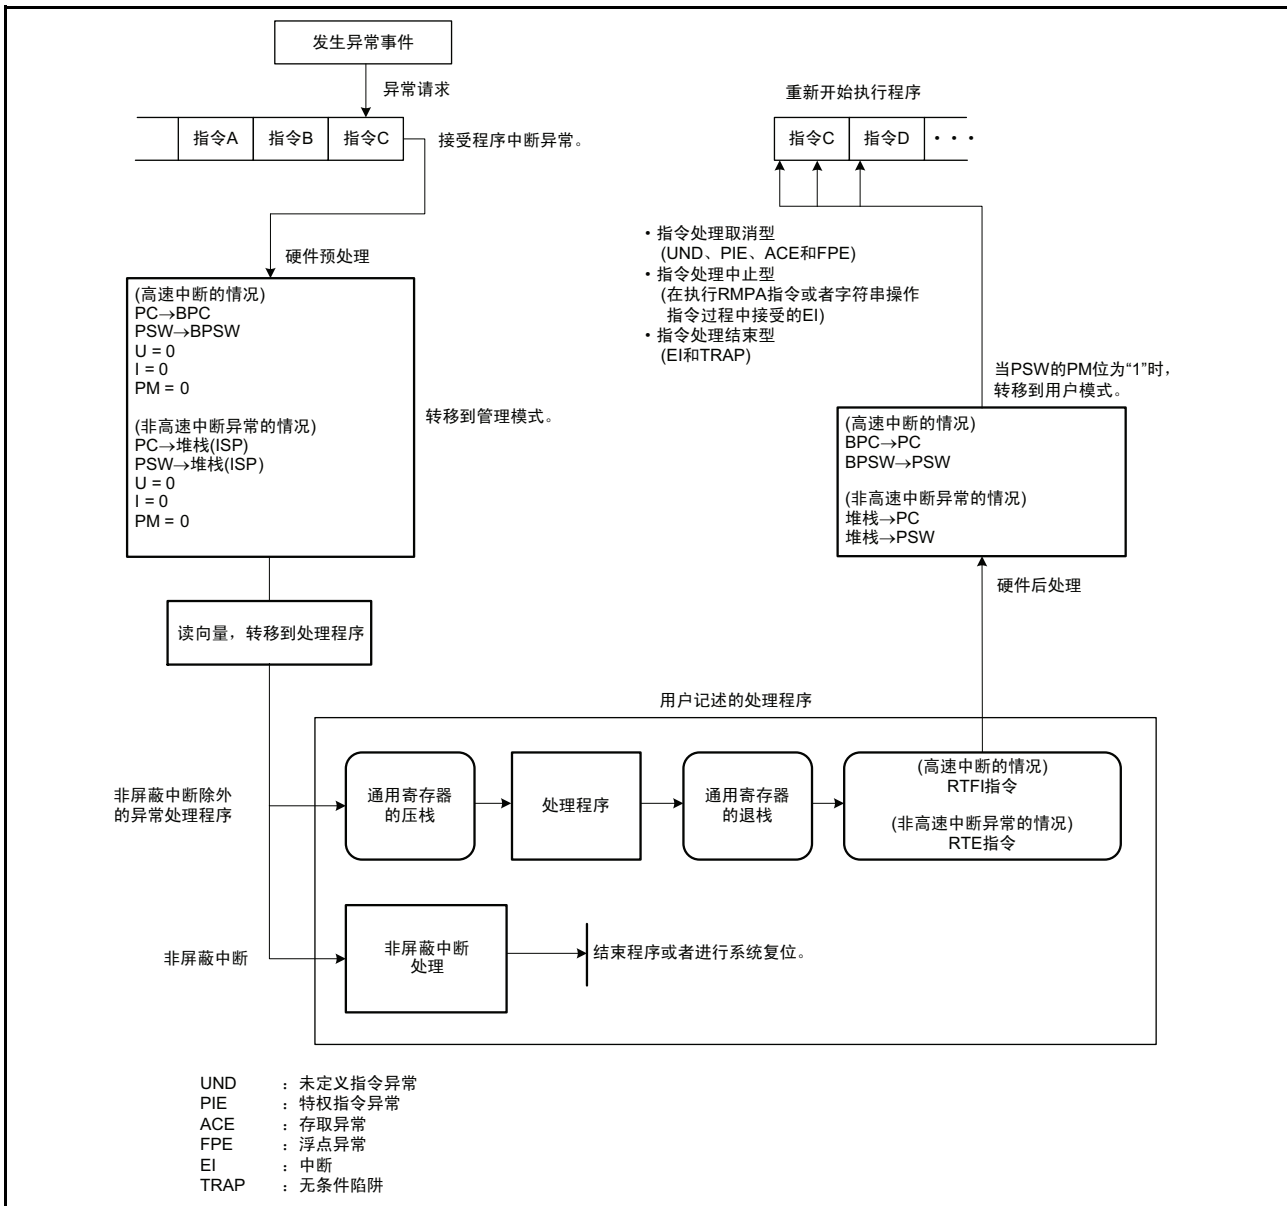 发生异常事件
异常请求
指令A 指令B 指令C
接受程序中断异常。
重新开始执行程序
指令C 指令D ・・・
硬件预处理
(高速中断的情况)
PC→BPC
PSW→BPSW
U = 0
I = 0
PM = 0
(非高速中断异常的情况)
PC→堆栈(ISP)
PSW→堆栈(ISP)
U = 0
I = 0
PM = 0
转移到管理模式。
・指令处理取消型
(UND、PIE、ACE和FPE)
・指令处理中止型
(在执行RMPA指令或者字符串操作
指令过程中接受的EI)
・指令处理结束型
(EI和TRAP)
当PSW的PM位为“1”时，
转移到用户模式。
(高速中断的情况)
BPC→PC
BPSW→PSW
(非高速中断异常的情况)
堆栈→PC
堆栈→PSW
硬件后处理
读向量，转移到处理程序
用户记述的处理程序
非屏蔽中断除外
的异常处理程序
通用寄存器
的压栈
处理程序
通用寄存器
的退栈
(高速中断的情况)
RTFI指令
(非高速中断异常的情况)
RTE指令
非屏蔽中断
非屏蔽中断
处理
结束程序或者进行系统复位。
UND ：未定义指令异常
PIE ：特权指令异常
ACE ：存取异常
FPE ：浮点异常
EI ：中断
TRAP ：无条件陷阱